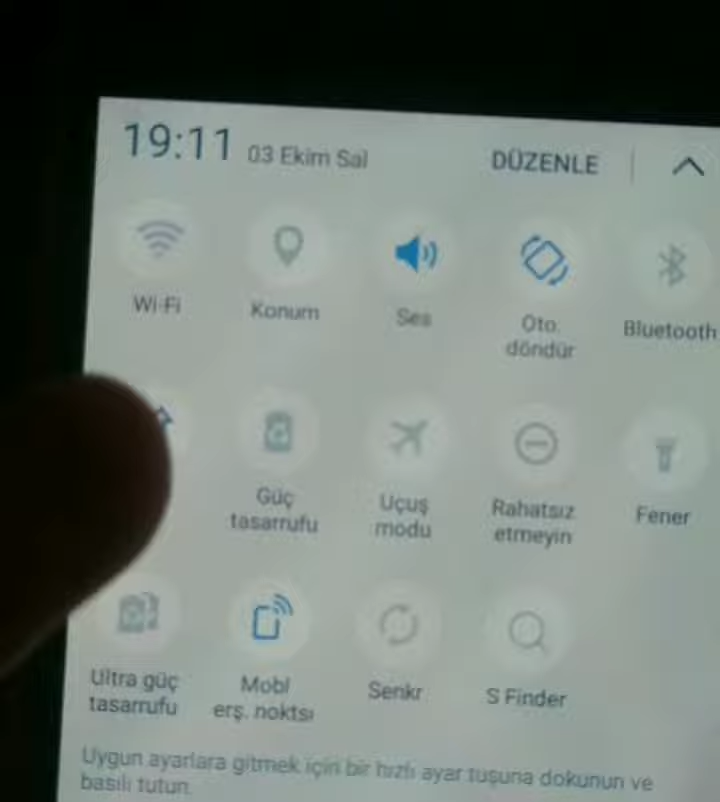 19:11 03 Ekim Sal DÜZENLE
Wi-Fi Konum Ses Oto. Bluetooth
döndür
Güç Uçuş Rahatsız Fener
tasarrufu modu etmeyin
Ultra güç Mobl Senkr S Finder
tasarrufu erş. noktsı
Uygun ayarlara gitmek için bir hızlı ayar tuşuna dokunun ve
basılı tutun.